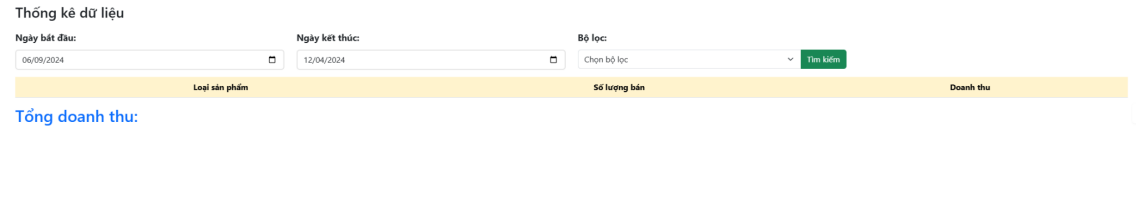 Thống kê dữ liệu
Ngày bắt đầu: Ngày kết thúc: Bộ lọc:
06/09/2024 12/04/2024 Chọn bộ lọc Tìm kiếm
Loại sản phẩm Số lượng bán Doanh thu
Tổng doanh thu: